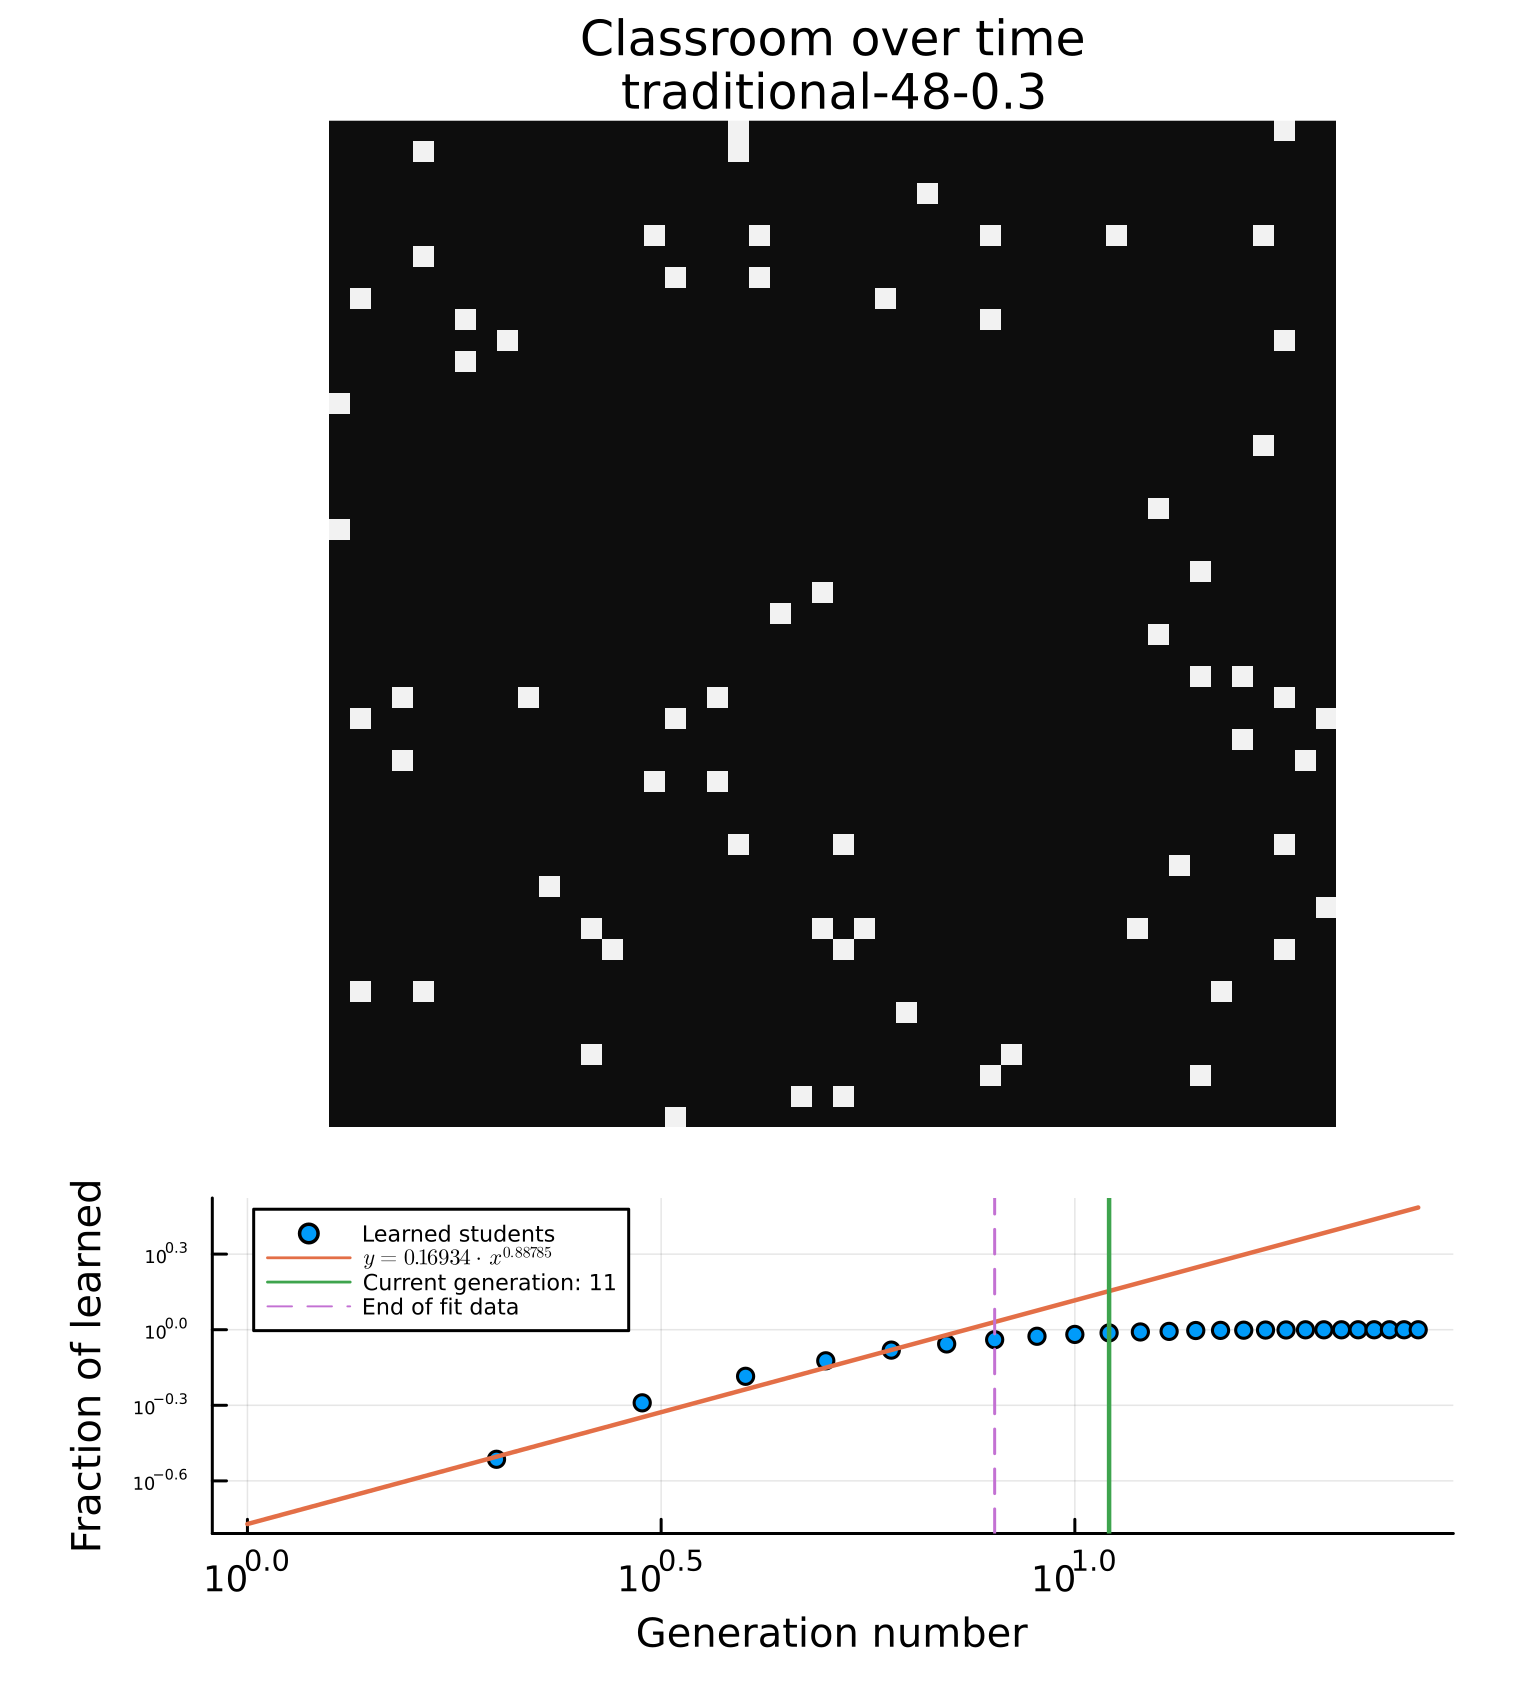 Classroom over time
traditional-48-0.3
Fraction of learned
Learned students
y = 0.16934 · x^0.88785
Current generation: 11
End of fit data
10^0.3
10^0.0
10^−0.3
10^−0.6
10^0.0
10^0.5
10^1.0
Generation number